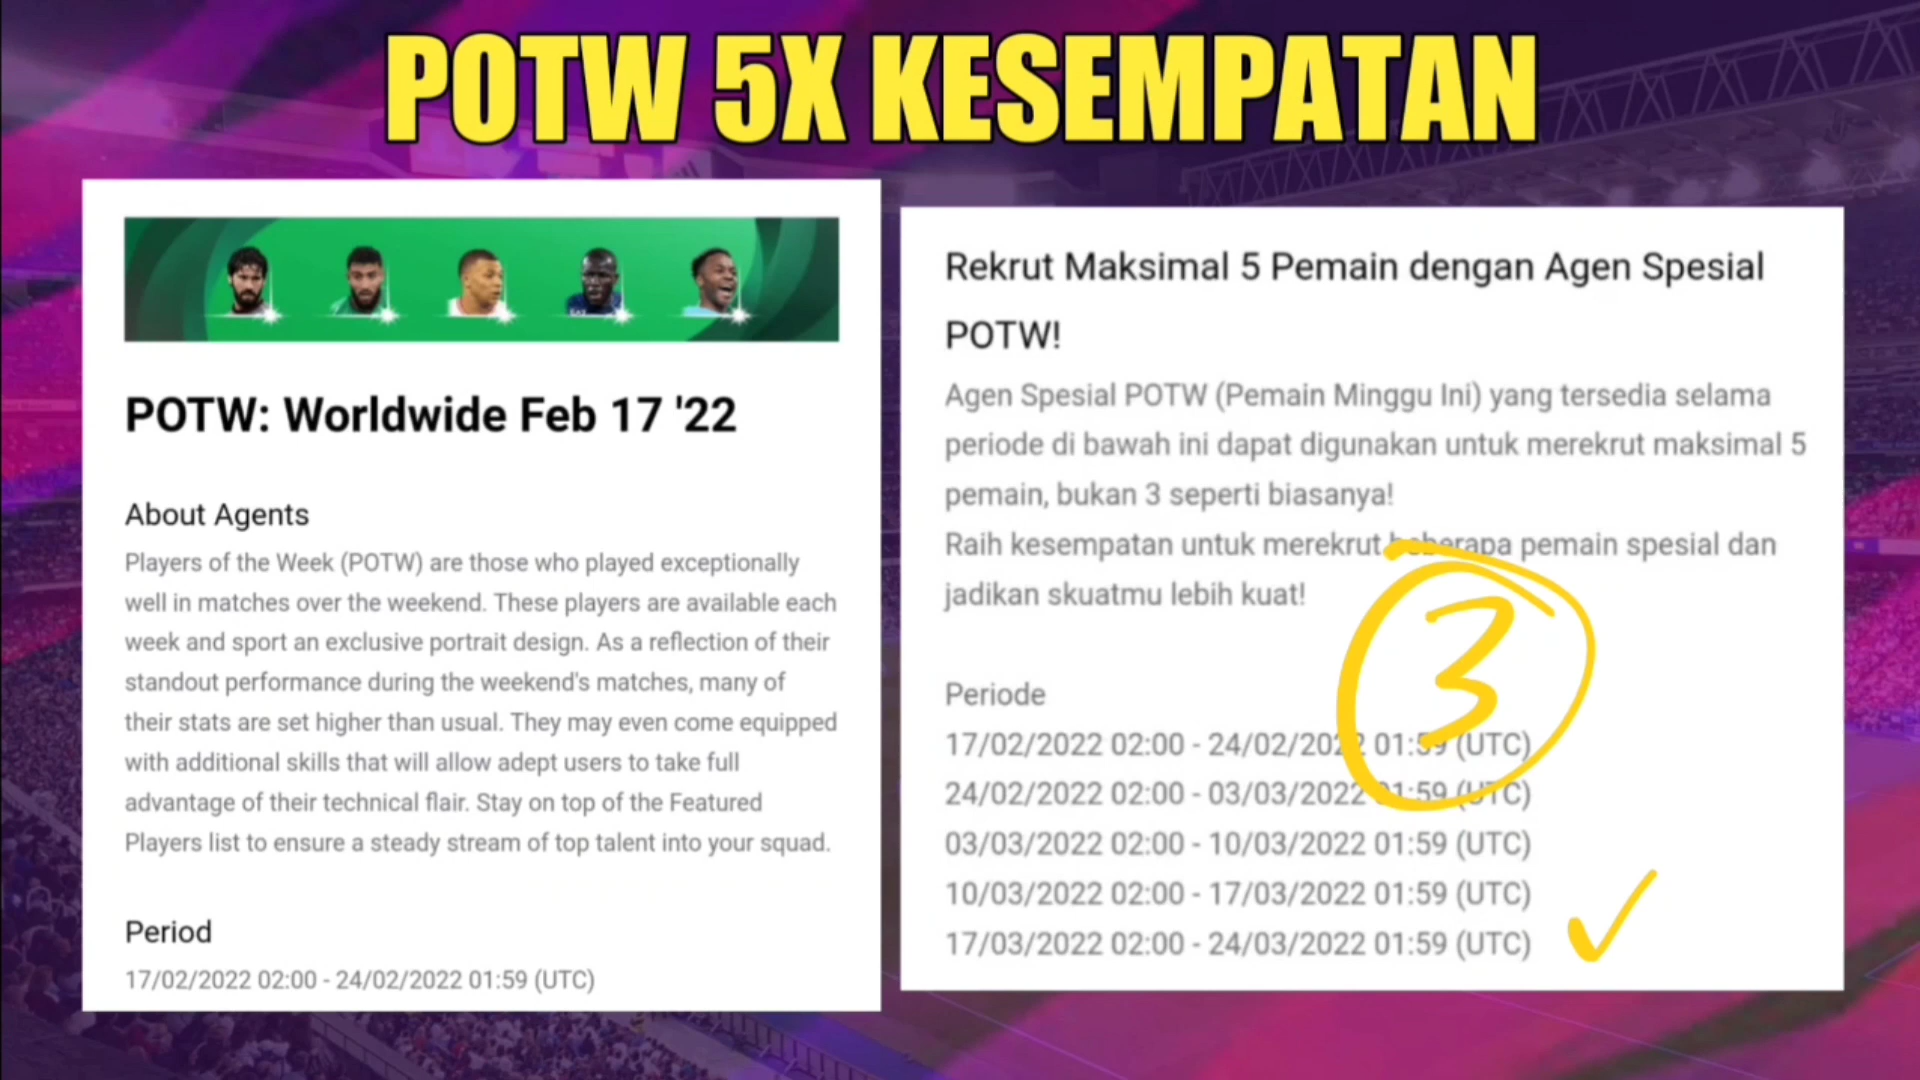 POTW 5X KESEMPATAN
POTW: Worldwide Feb 17 '22
About Agents
Players of the Week (POTW) are those who played exceptionally
well in matches over the weekend. These players are available each
week and sport an exclusive portrait design. As a reflection of their
standout performance during the weekend's matches, many of
their stats are set higher than usual. They may even come equipped
with additional skills that will allow adept users to take full
advantage of their technical flair. Stay on top of the Featured
Players list to ensure a steady stream of top talent into your squad.
Period
17/02/2022 02:00 - 24/02/2022 01:59 (UTC)
Rekrut Maksimal 5 Pemain dengan Agen Spesial
POTW!
Agen Spesial POTW (Pemain Minggu Ini) yang tersedia selama
periode di bawah ini dapat digunakan untuk merekrut maksimal 5
pemain, bukan 3 seperti biasanya!
Raih kesempatan untuk merekrut beberapa pemain spesial dan
jadikan skuatmu lebih kuat!
3
Periode
17/02/2022 02:00 - 24/02/2022 01:59 (UTC)
24/02/2022 02:00 - 03/03/2022 01:59 (UTC)
03/03/2022 02:00 - 10/03/2022 01:59 (UTC)
10/03/2022 02:00 - 17/03/2022 01:59 (UTC)
17/03/2022 02:00 - 24/03/2022 01:59 (UTC)